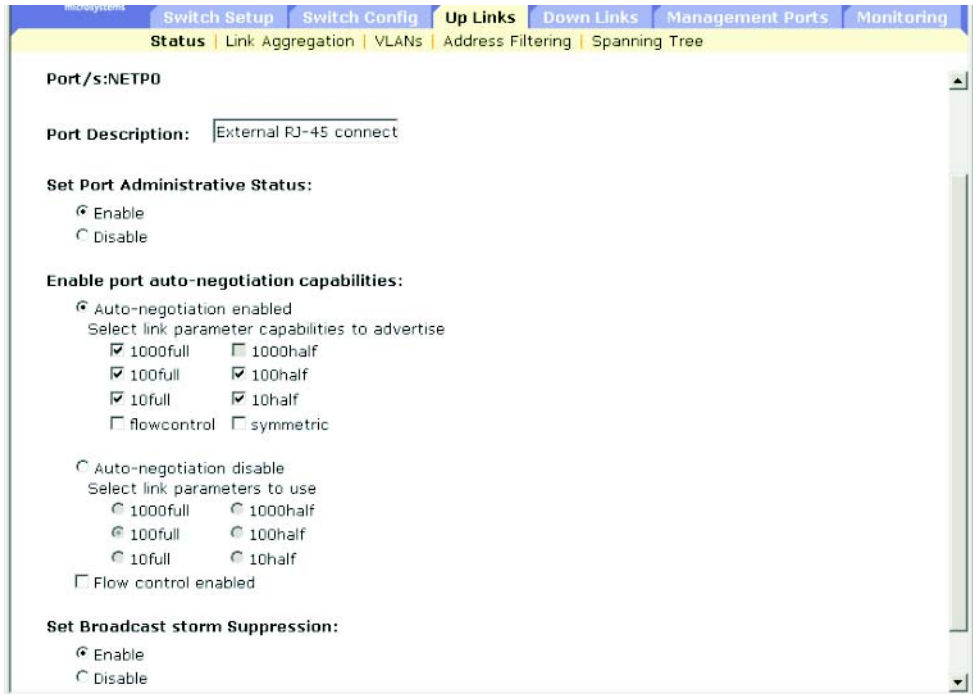 microsystems
Switch Setup Switch Config Up Links Down Links Management Ports Monitoring
Status | Link Aggregation | VLANs | Address Filtering | Spanning Tree
Port/s:NETP0
Port Description: External RJ-45 connect
Set Port Administrative Status:
Enable
Disable
Enable port auto-negotiation capabilities:
Auto-negotiation enabled
Select link parameter capabilities to advertise
1000full 1000half
100full 100half
10full 10half
flowcontrol symmetric
Auto-negotiation disable
Select link parameters to use
1000full 1000half
100full 100half
10full 10half
Flow control enabled
Set Broadcast storm Suppression:
Enable
Disable